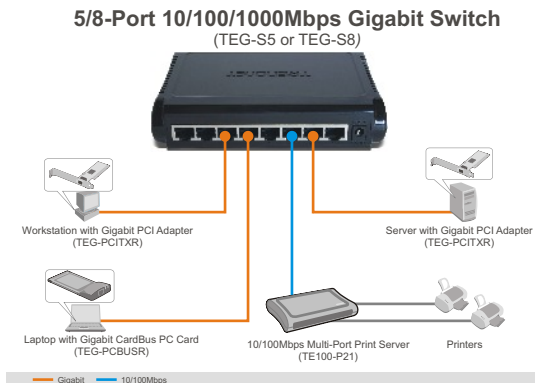 5/8-Port 10/100/1000Mbps Gigabit Switch
(TEG-S5 or TEG-S8)
TRENDNET
Workstation with Gigabit PCI Adapter
(TEG-PCITXR)
Server with Gigabit PCI Adapter
(TEG-PCITXR)
Laptop with Gigabit CardBus PC Card
(TEG-PCBUSR)
10/100Mbps Multi-Port Print Server
(TE100-P21)
Printers
Gigabit
10/100Mbps